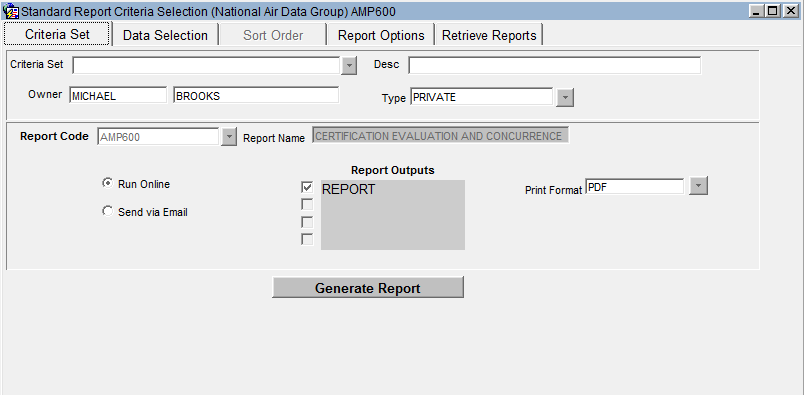 Standard Report Criteria Selection (National Air Data Group) AMP600
Criteria Set Data Selection Sort Order Report Options Retrieve Reports
Criteria Set Desc
Owner MICHAEL BROOKS Type PRIVATE
Report Code AMP600 Report Name CERTIFICATION EVALUATION AND CONCURRENCE
Report Outputs
Run Online REPORT Print Format PDF
Send via Email
Generate Report